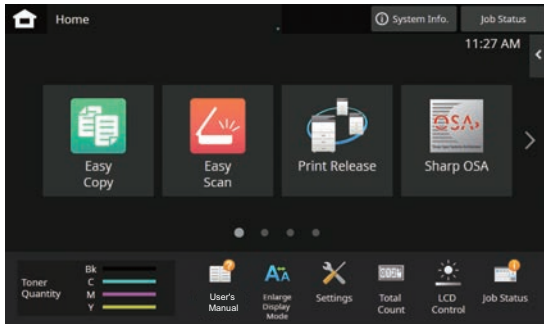 Home
System Info.
Job Status
11:27 AM
Easy
Copy
Easy
Scan
Print Release
OSA
Sharp OSA
Toner
Quantity
Bk
C
M
Y
User's
Manual
Enlarge
Display
Mode
Settings
Total
Count
LCD
Control
Job Status